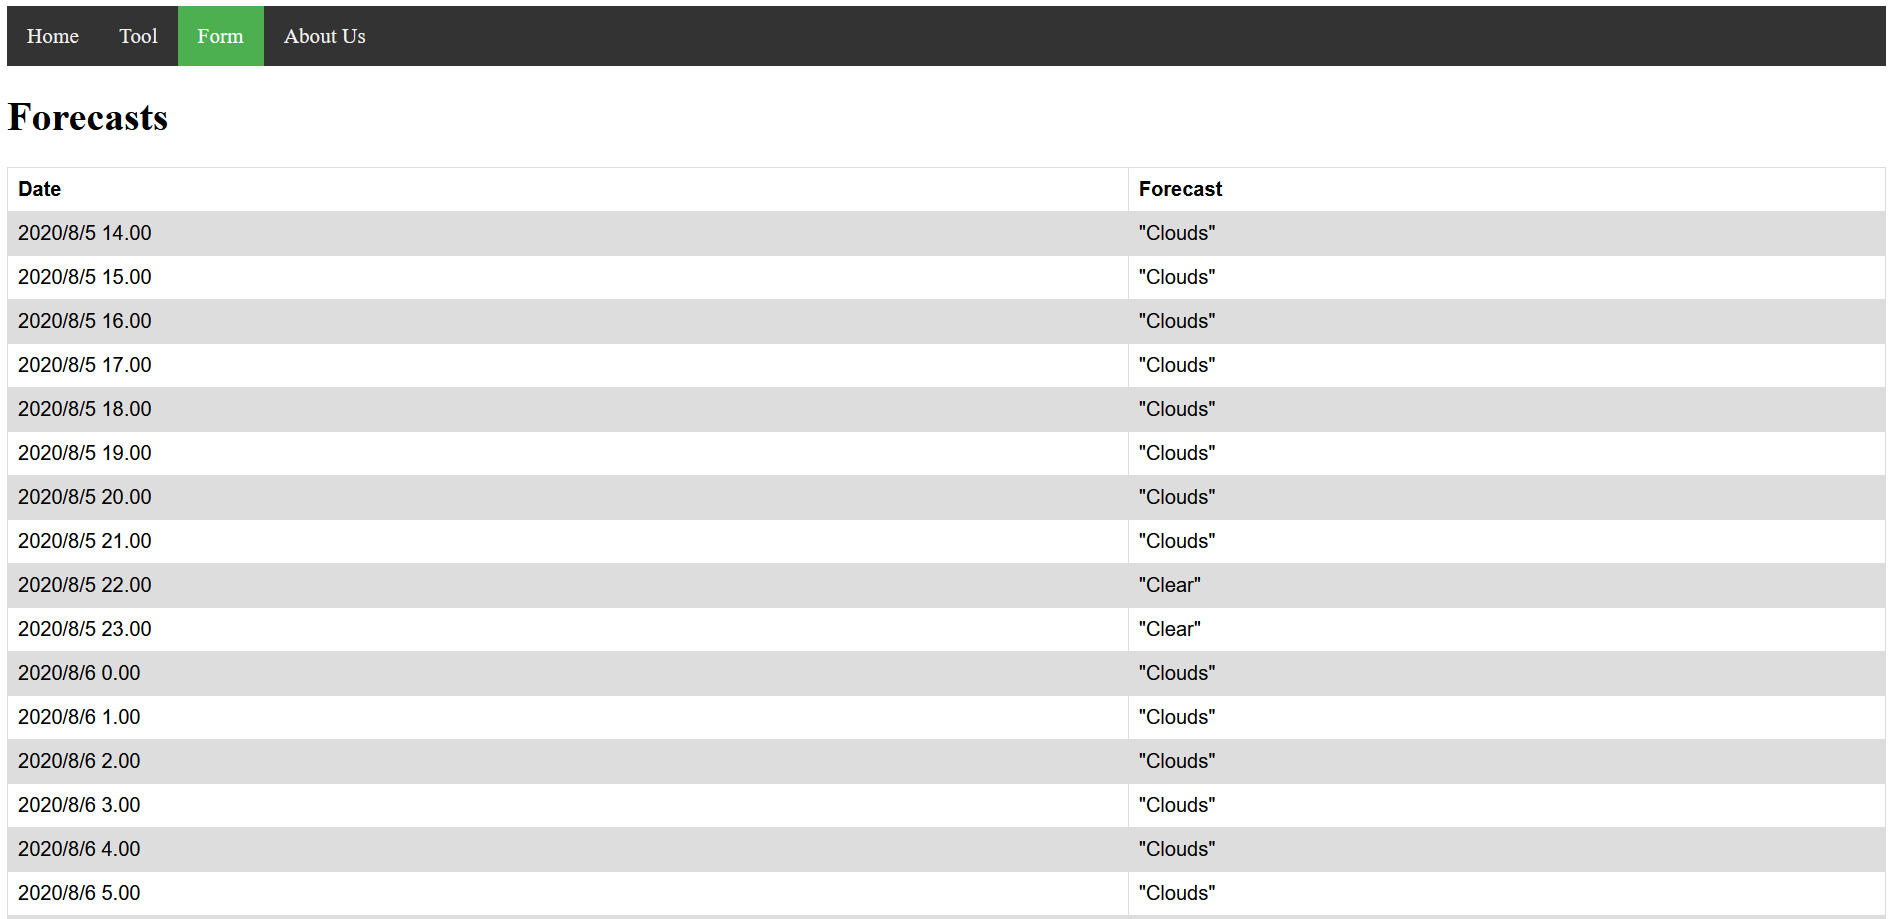 Home Tool Form About Us
Forecasts
Date Forecast
2020/8/5 14.00 "Clouds"
2020/8/5 15.00 "Clouds"
2020/8/5 16.00 "Clouds"
2020/8/5 17.00 "Clouds"
2020/8/5 18.00 "Clouds"
2020/8/5 19.00 "Clouds"
2020/8/5 20.00 "Clouds"
2020/8/5 21.00 "Clouds"
2020/8/5 22.00 "Clear"
2020/8/5 23.00 "Clear"
2020/8/6 0.00 "Clouds"
2020/8/6 1.00 "Clouds"
2020/8/6 2.00 "Clouds"
2020/8/6 3.00 "Clouds"
2020/8/6 4.00 "Clouds"
2020/8/6 5.00 "Clouds"